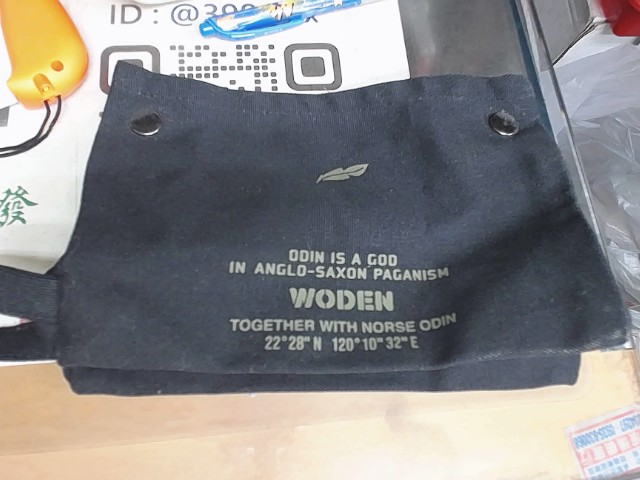 ID : @399
發
ODIN IS A GOD
IN ANGLO-SAXON PAGANISM
WODEN
TOGETHER WITH NORSE ODIN
22°28" N 120°10" 32" E